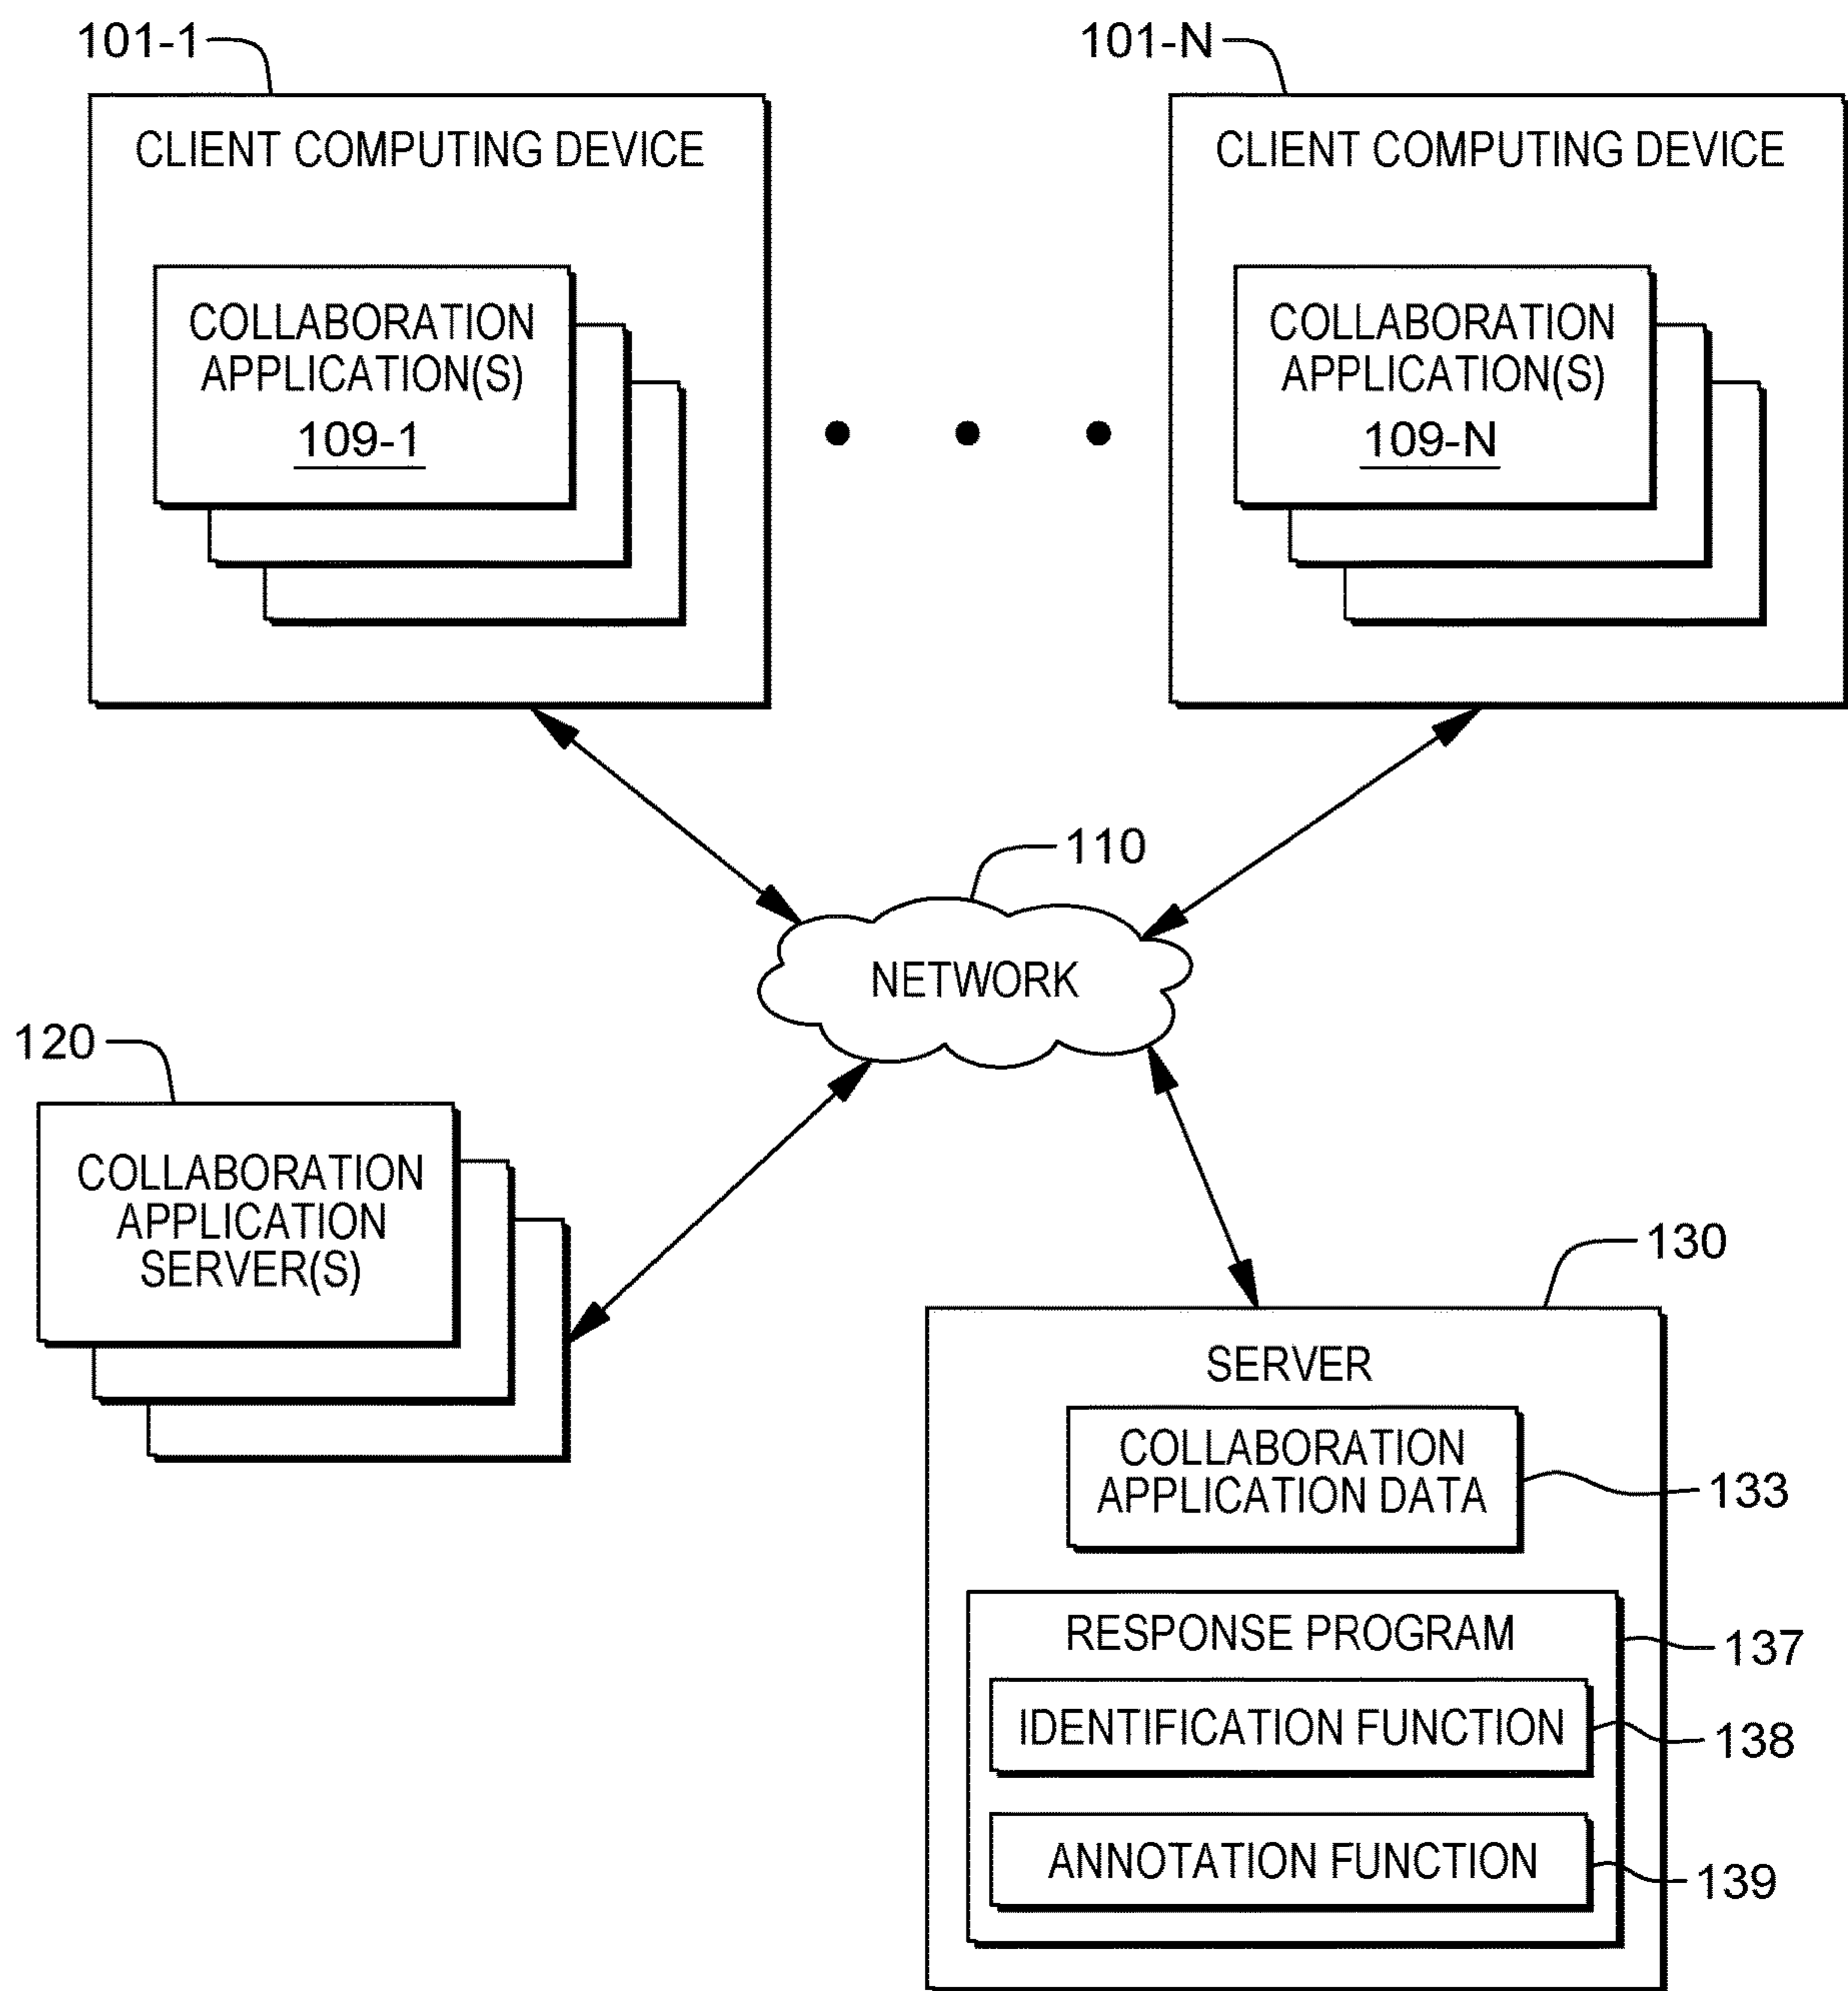 101-1
101-N
CLIENT COMPUTING DEVICE
CLIENT COMPUTING DEVICE
COLLABORATION
APPLICATION(S)
109-1
COLLABORATION
APPLICATION(S)
109-N
110
NETWORK
120
COLLABORATION
APPLICATION
SERVER(S)
130
SERVER
COLLABORATION
APPLICATION DATA
133
RESPONSE PROGRAM
137
IDENTIFICATION FUNCTION
138
ANNOTATION FUNCTION
139